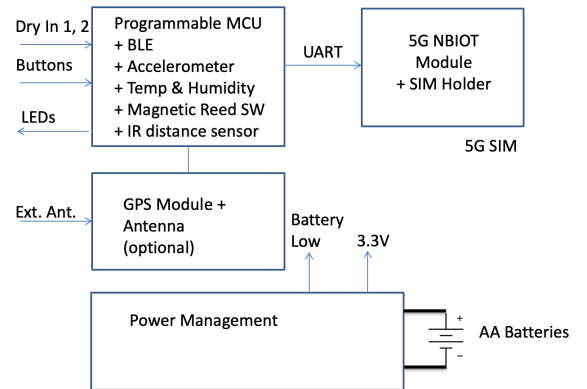 Dry In 1, 2
Buttons
LEDs
Programmable MCU
+ BLE
+ Accelerometer
+ Temp & Humidity
+ Magnetic Reed SW
+ IR distance sensor
UART
5G NBIOT
Module
+ SIM Holder
5G SIM
Ext. Ant.
GPS Module +
Antenna
(optional)
Battery
Low
3.3V
Power Management
+
−
AA Batteries